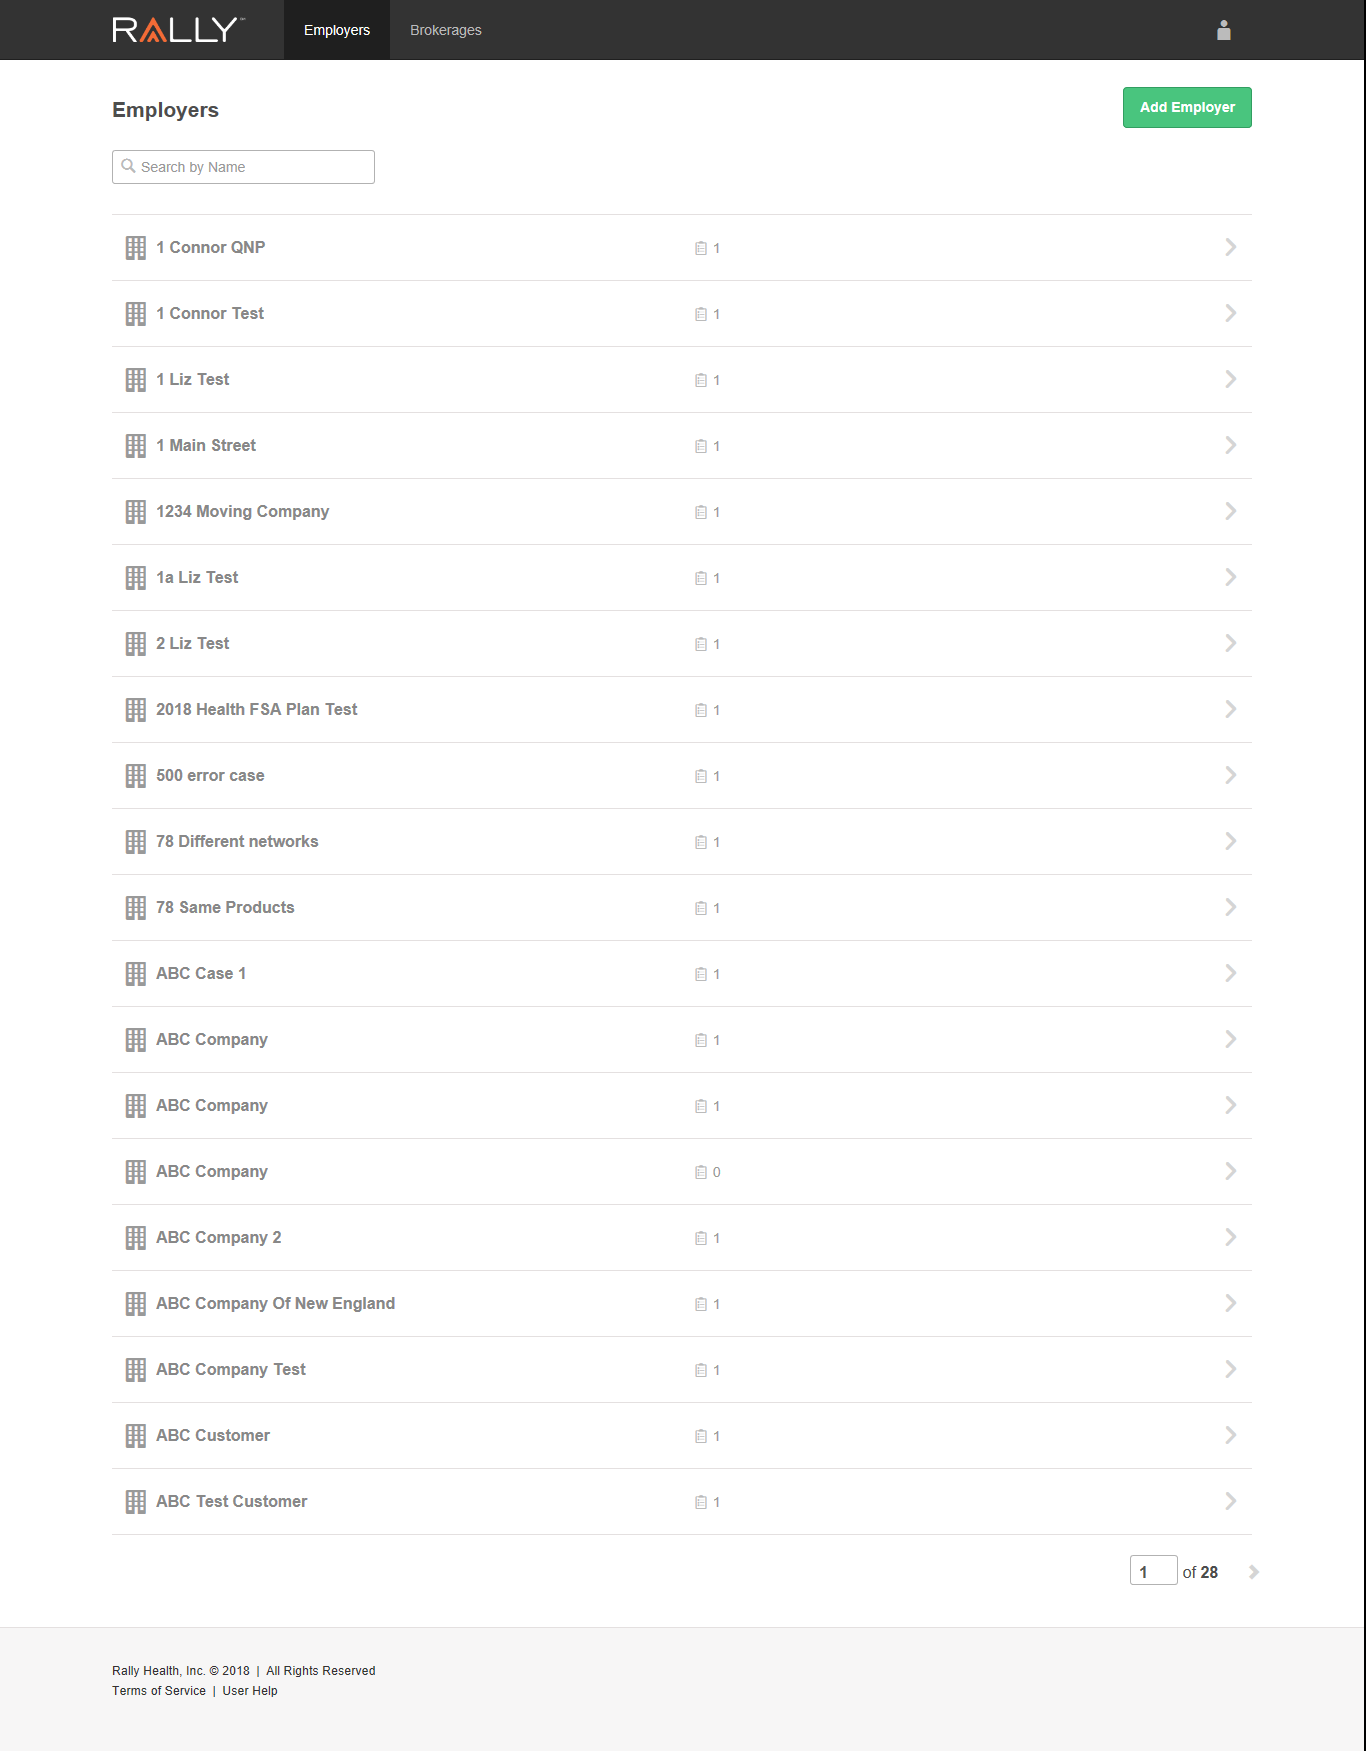 RALLY Employers Brokerages
Employers
Add Employer
Search by Name
1 Connor QNP 1
1 Connor Test 1
1 Liz Test 1
1 Main Street 1
1234 Moving Company 1
1a Liz Test 1
2 Liz Test 1
2018 Health FSA Plan Test 1
500 error case 1
78 Different networks 1
78 Same Products 1
ABC Case 1 1
ABC Company 1
ABC Company 1
ABC Company 0
ABC Company 2 1
ABC Company Of New England 1
ABC Company Test 1
ABC Customer 1
ABC Test Customer 1
1 of 28
Rally Health, Inc. © 2018 | All Rights Reserved
Terms of Service | User Help